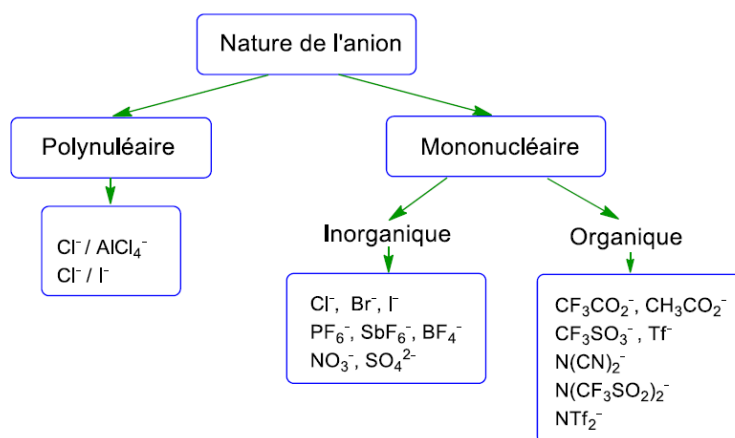 Nature de l'anion
Polynuléaire
Mononucléaire
Cl⁻ / AlCl₄⁻
Cl⁻ / I⁻
Inorganique
Organique
Cl⁻, Br⁻, I⁻
PF₆⁻, SbF₆⁻, BF₄⁻
NO₃⁻, SO₄²⁻
CF₃CO₂⁻, CH₃CO₂⁻
CF₃SO₃⁻, Tf⁻
N(CN)₂⁻
N(CF₃SO₂)₂⁻
NTf₂⁻